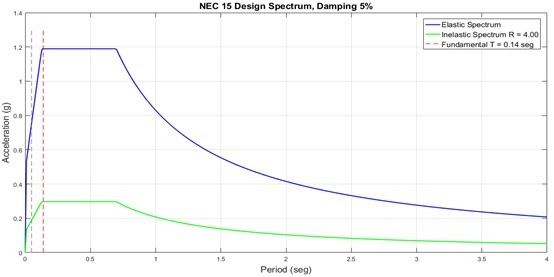 NEC 15 Design Spectrum, Damping 5%
Elastic Spectrum
Inelastic Spectrum R = 4.00
Fundamental T = 0.14 seg
Acceleration (g)
1.4
1.2
1
0.8
0.6
0.4
0.2
0
0 0.5 1 1.5 2 2.5 3 3.5 4
Period (seg)